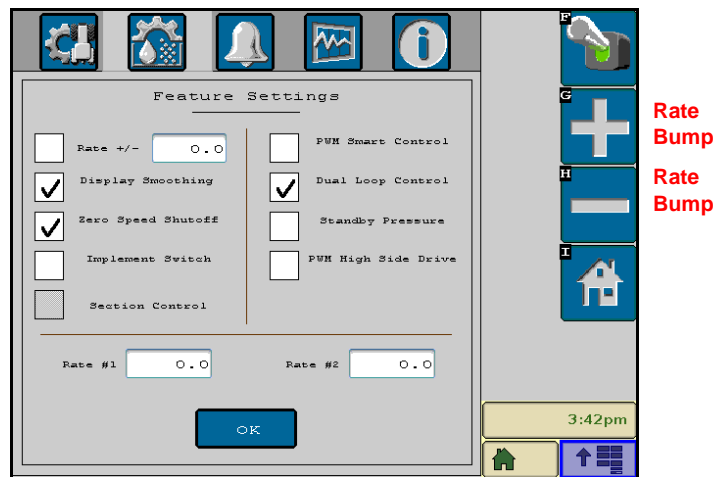 Feature Settings
Rate +/-
0.0
Display Smoothing
Zero Speed Shutoff
Implement Switch
Section Control
PWM Smart Control
Dual Loop Control
Standby Pressure
PWM High Side Drive
Rate #1
0.0
Rate #2
0.0
OK
F
G
Rate
Bump
H
Rate
Bump
I
3:42pm